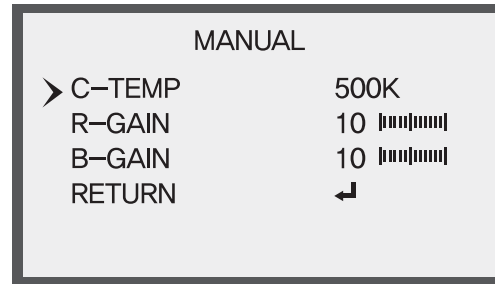 MANUAL
C-TEMP 500K
R-GAIN 10
B-GAIN 10
RETURN